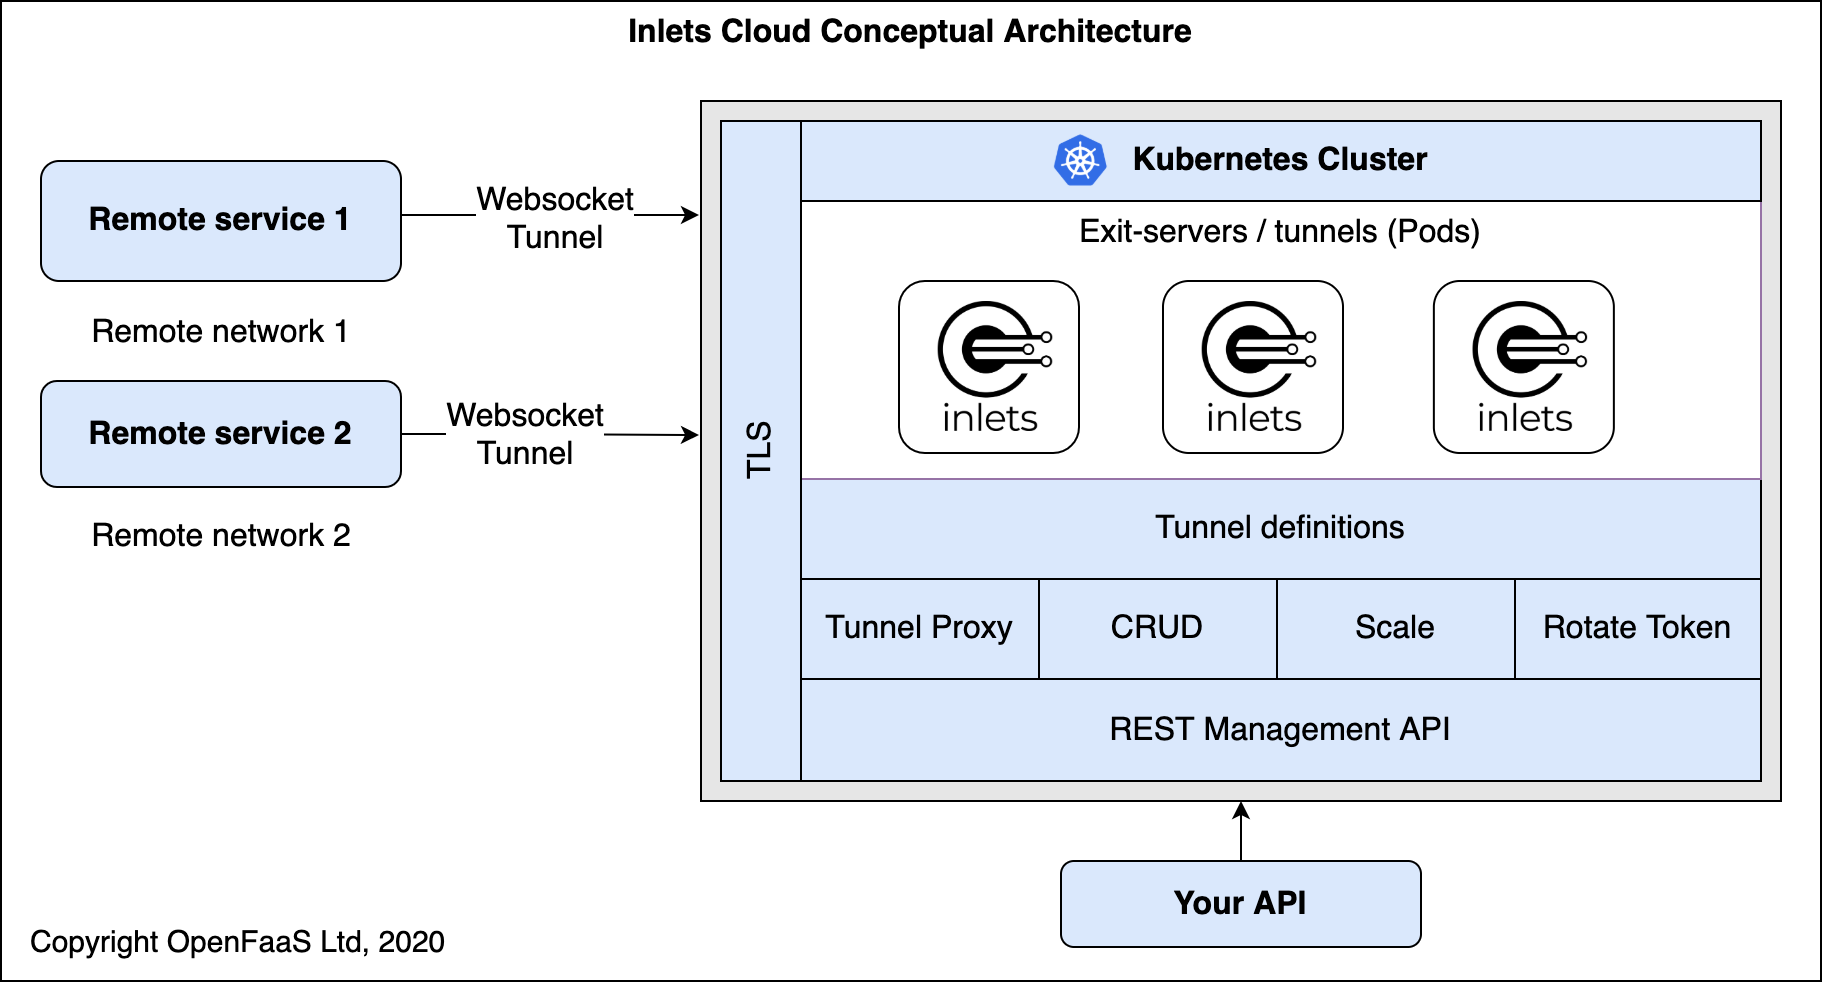 Inlets Cloud Conceptual Architecture
Remote service 1
Remote network 1
Websocket
Tunnel
Remote service 2
Remote network 2
Websocket
Tunnel
TLS
Kubernetes Cluster
Exit-servers / tunnels (Pods)
inlets
inlets
inlets
Tunnel definitions
Tunnel Proxy
CRUD
Scale
Rotate Token
REST Management API
Your API
Copyright OpenFaaS Ltd, 2020